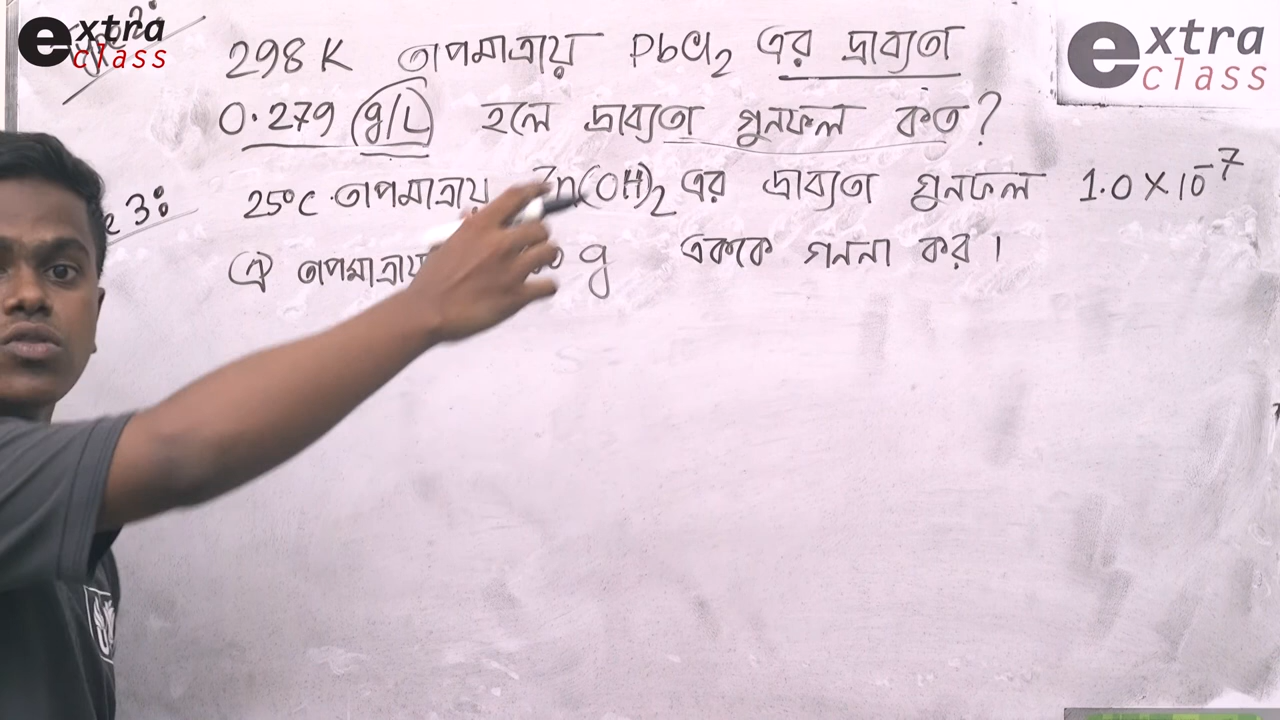 extra
class
extra
class
298 K তাপমাত্রায় PbCl₂ এর দ্রাব্যতা
0.279 (g/L) হলে দ্রাব্যতা গুনফল কত?
3: 25°C তাপমাত্রায় Zn(OH)₂ এর দ্রাব্যতা গুনফল 1.0 × 10⁻⁷
ঐ তাপমাত্রায় g এককে গননা কর।